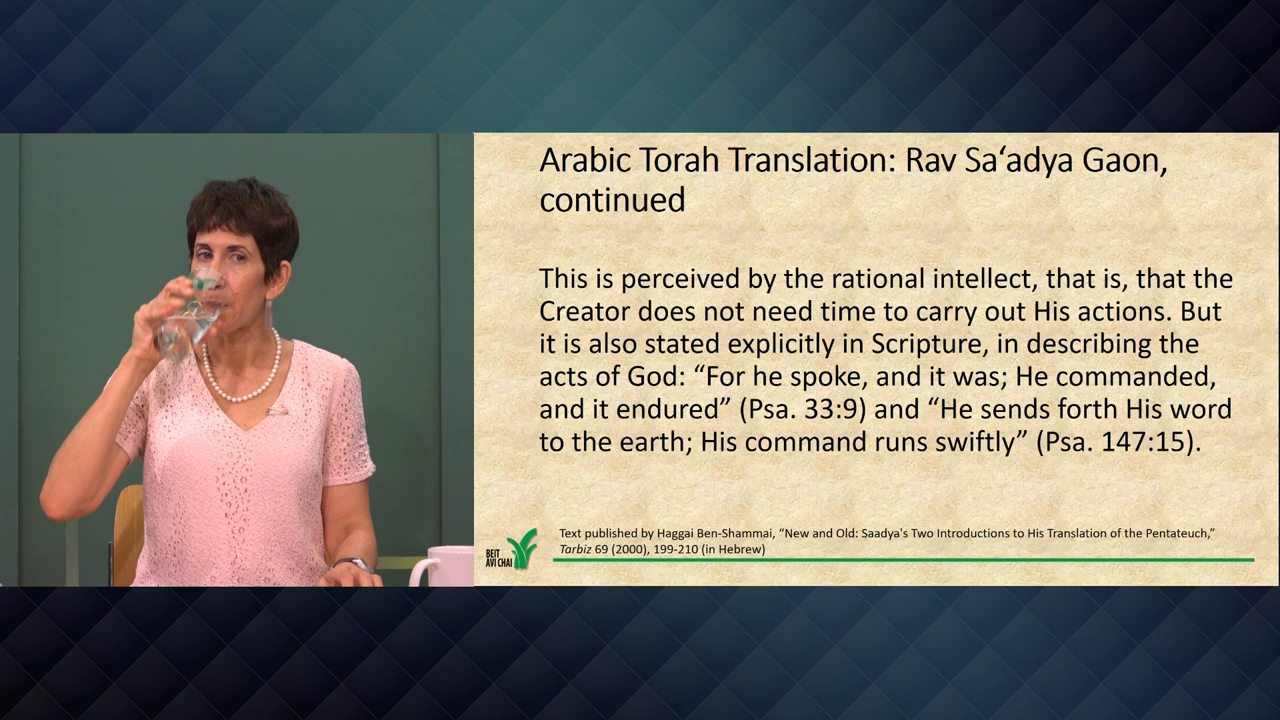 Arabic Torah Translation: Rav Sa‘adya Gaon,
continued
This is perceived by the rational intellect, that is, that the
Creator does not need time to carry out His actions. But
it is also stated explicitly in Scripture, in describing the
acts of God: “For he spoke, and it was; He commanded,
and it endured” (Psa. 33:9) and “He sends forth His word
to the earth; His command runs swiftly” (Psa. 147:15).
BEIT
AVI CHAI
Text published by Haggai Ben-Shammai, “New and Old: Saadya's Two Introductions to His Translation of the Pentateuch,”
Tarbiz 69 (2000), 199-210 (in Hebrew)